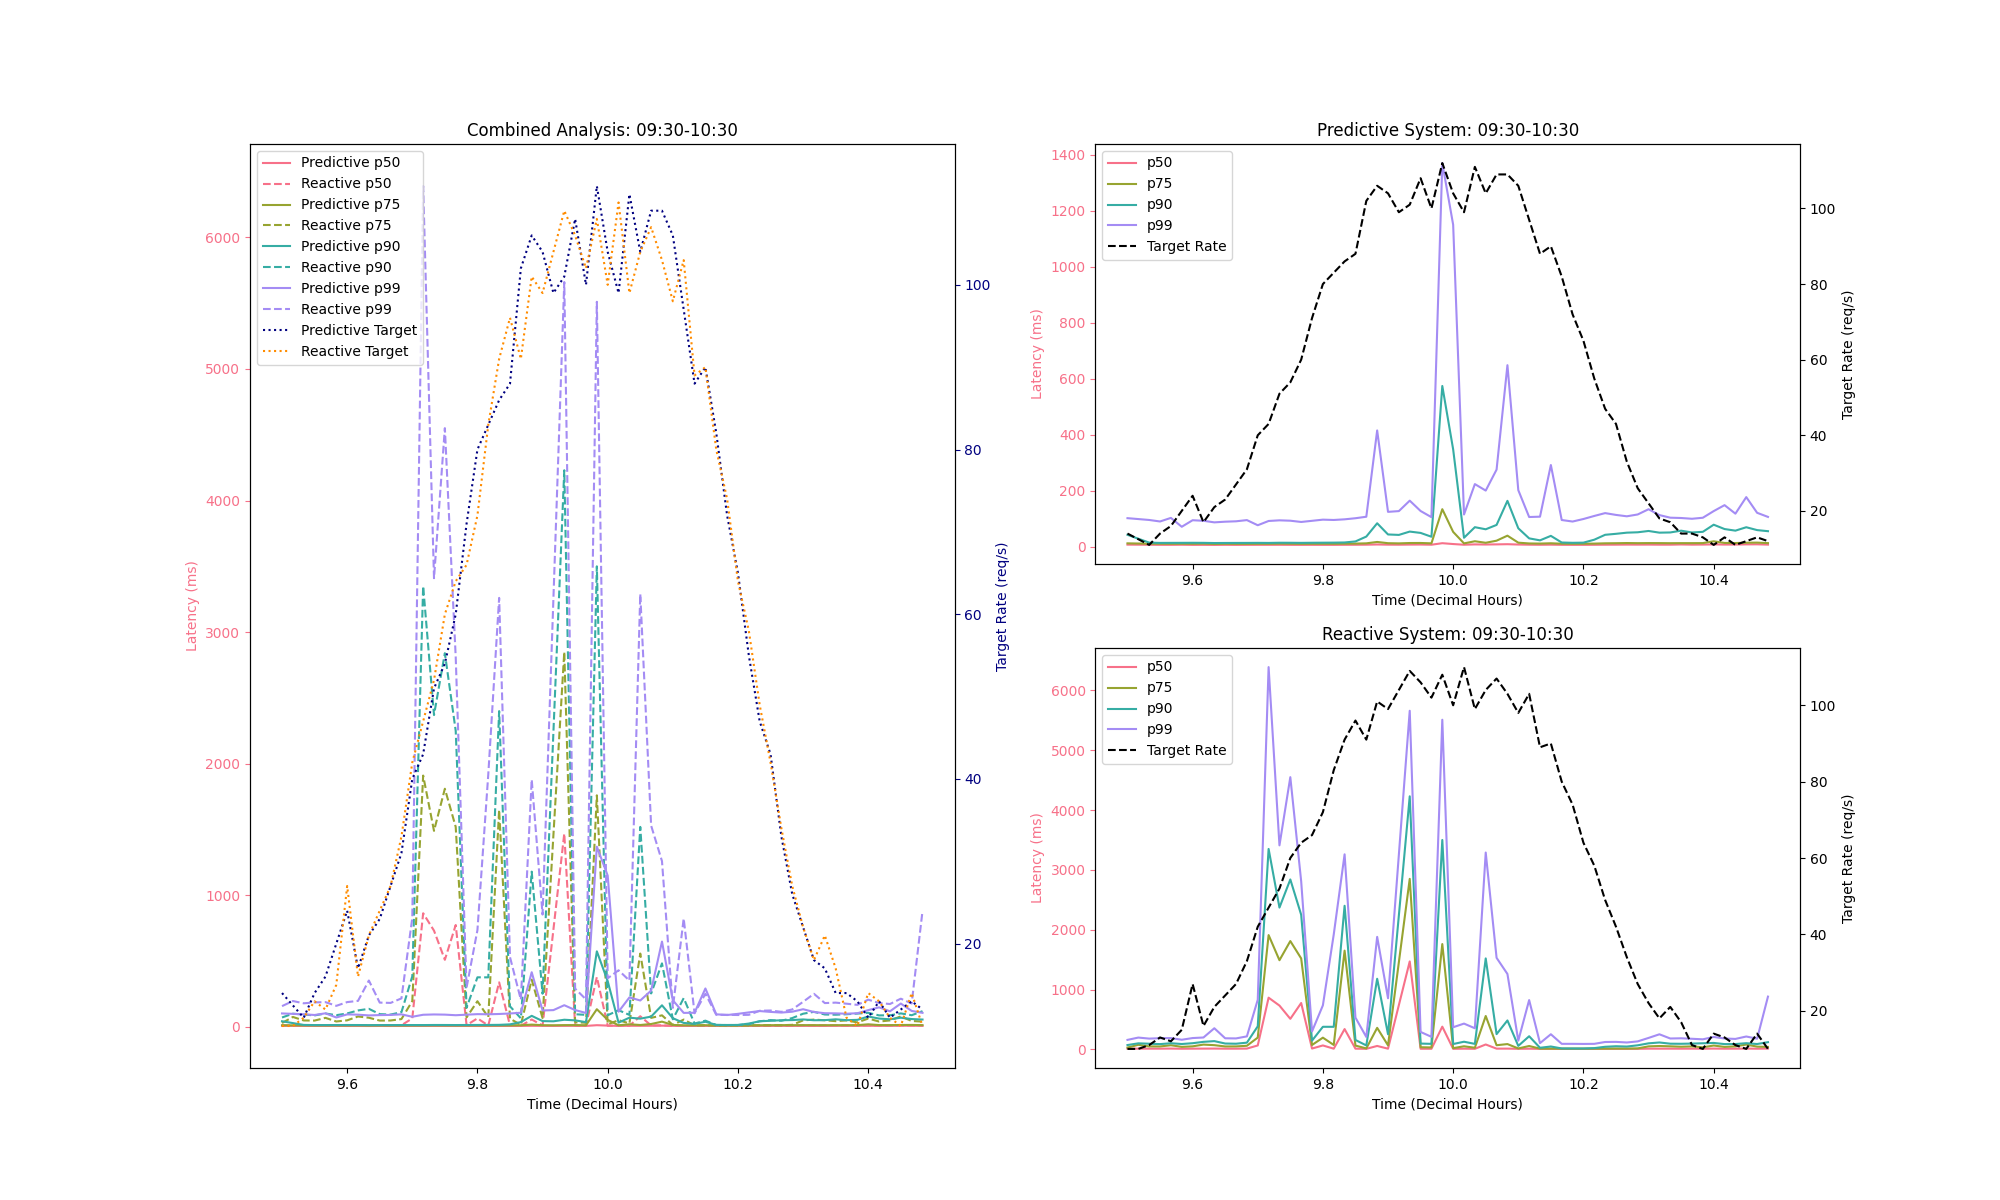 Combined Analysis: 09:30-10:30
Predictive p50
Reactive p50
Predictive p75
Reactive p75
Predictive p90
Reactive p90
Predictive p99
Reactive p99
Predictive Target
Reactive Target
6000
5000
4000
3000
2000
1000
0
Latency (ms)
100
80
60
40
20
Target Rate (req/s)
9.6 9.8 10.0 10.2 10.4
Time (Decimal Hours)
Predictive System: 09:30-10:30
p50
p75
p90
p99
Target Rate
1400
1200
1000
800
600
400
200
0
Latency (ms)
100
80
60
40
20
Target Rate (req/s)
9.6 9.8 10.0 10.2 10.4
Time (Decimal Hours)
Reactive System: 09:30-10:30
p50
p75
p90
p99
Target Rate
6000
5000
4000
3000
2000
1000
0
Latency (ms)
100
80
60
40
20
Target Rate (req/s)
9.6 9.8 10.0 10.2 10.4
Time (Decimal Hours)